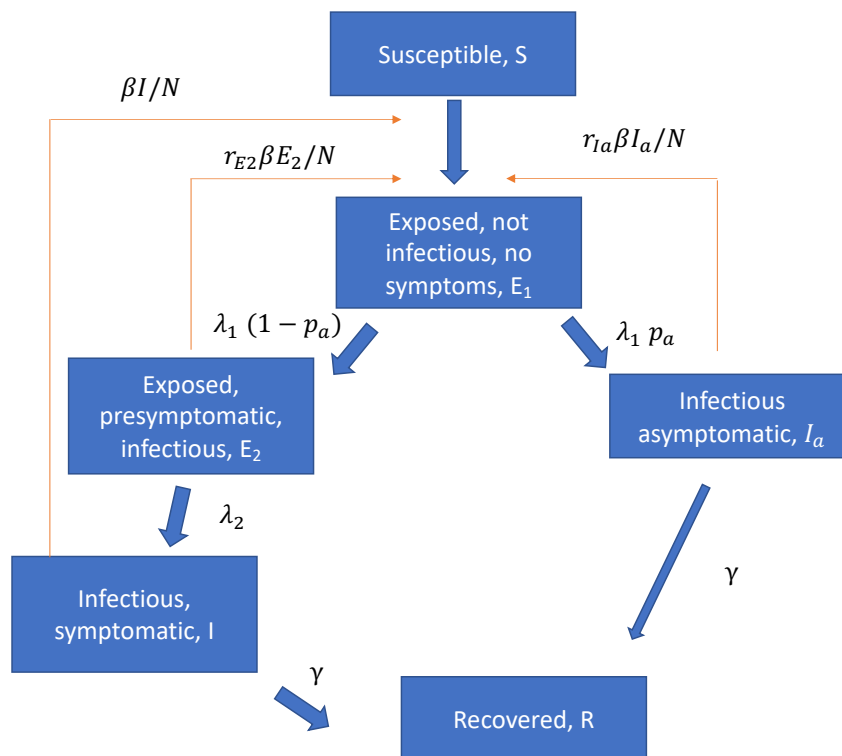 Susceptible, S
βI/N
r_{E2}βE₂/N
r_{Ia}βI_a/N
Exposed, not
infectious, no
symptoms, E₁
λ₁ (1 − p_a)
λ₁ p_a
Exposed,
presymptomatic,
infectious, E₂
Infectious
asymptomatic, I_a
λ₂
γ
Infectious,
symptomatic, I
γ
Recovered, R